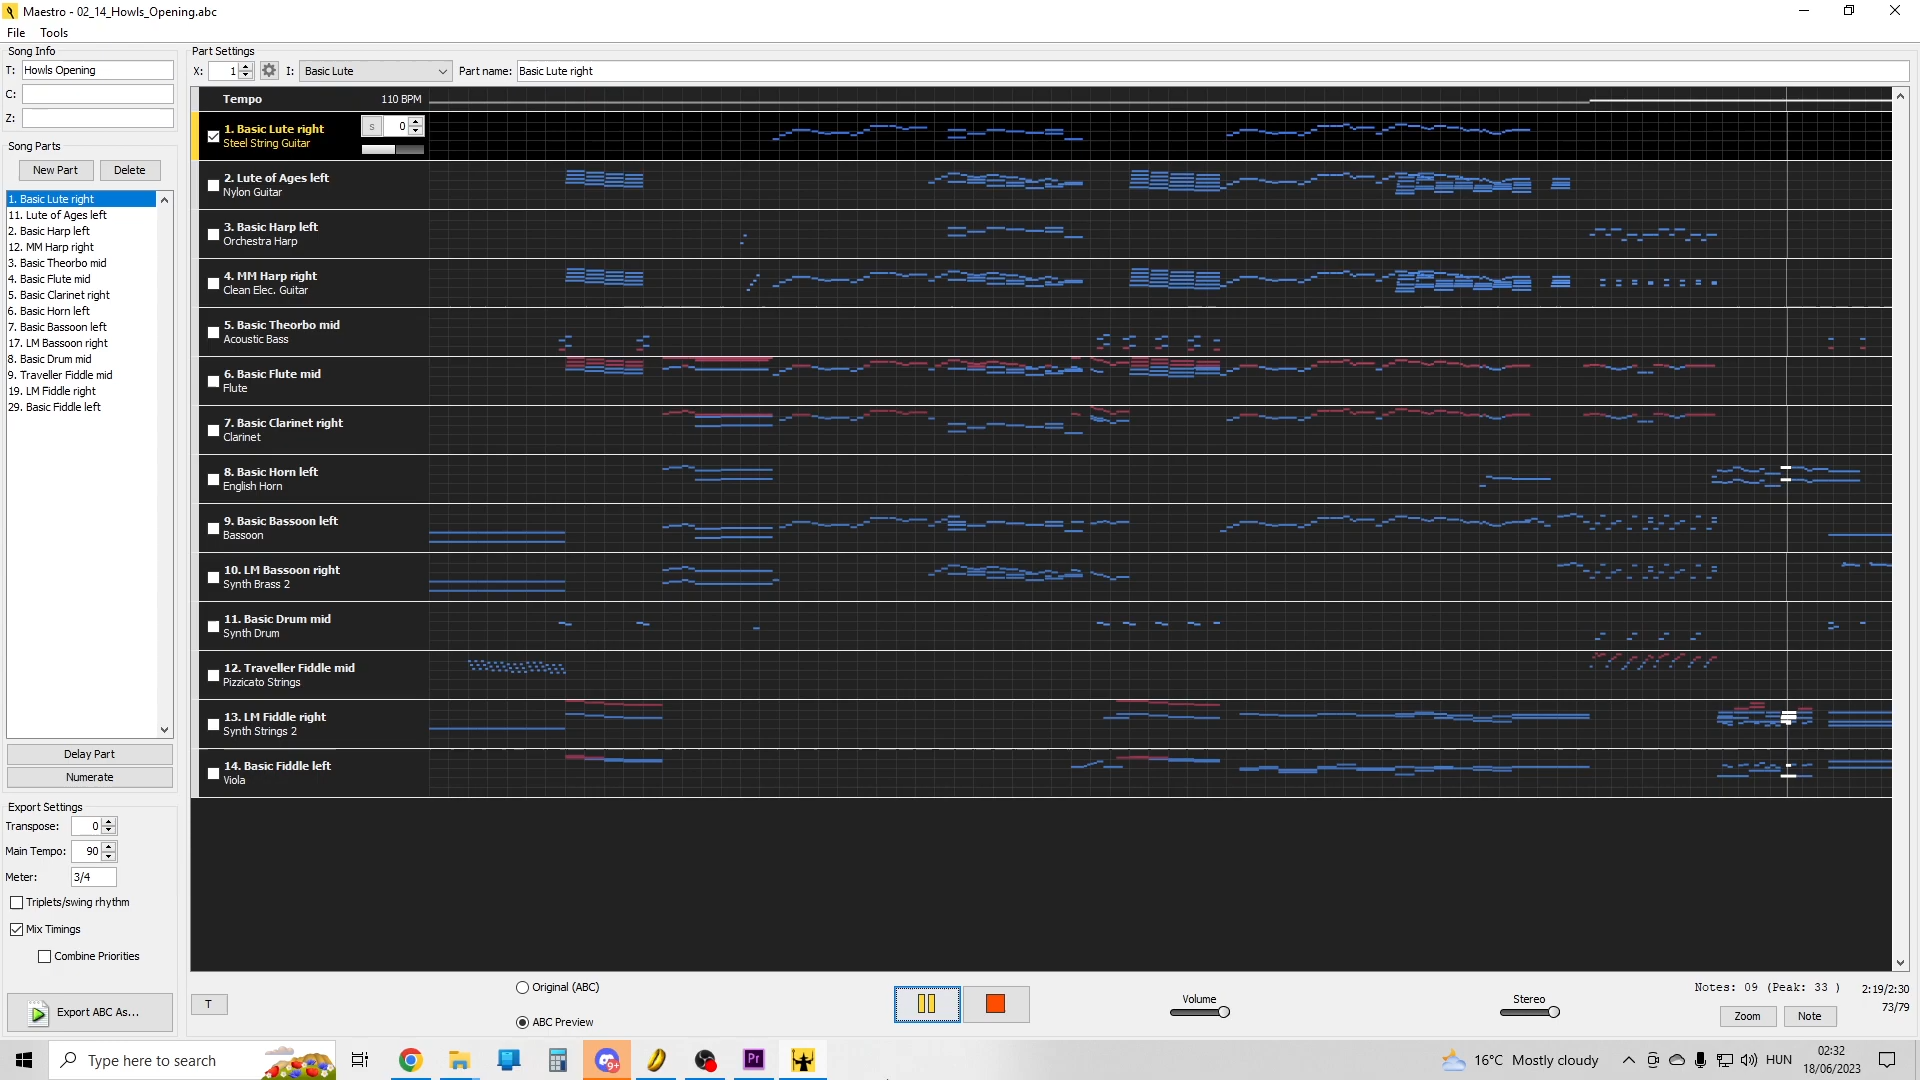 Maestro - 02_14_Howls_Opening.abc
File Tools
Song Info
T: Howls Opening
C:
Z:
Song Parts
New Part Delete
1. Basic Lute right
11. Lute of Ages left
2. Basic Harp left
12. MM Harp right
3. Basic Theorbo mid
4. Basic Flute mid
5. Basic Clarinet right
6. Basic Horn left
7. Basic Bassoon left
17. LM Bassoon right
8. Basic Drum mid
9. Traveller Fiddle mid
19. LM Fiddle right
29. Basic Fiddle left
Delay Part
Numerate
Export Settings
Transpose: 0
Main Tempo: 90
Meter: 3/4
Triplets/swing rhythm
Mix Timings
Combine Priorities
Export ABC As...
Part Settings
X: 1 I: Basic Lute Part name: Basic Lute right
Tempo 110 BPM
1. Basic Lute right s 0
Steel String Guitar
2. Lute of Ages left
Nylon Guitar
3. Basic Harp left
Orchestra Harp
4. MM Harp right
Clean Elec. Guitar
5. Basic Theorbo mid
Acoustic Bass
6. Basic Flute mid
Flute
7. Basic Clarinet right
Clarinet
8. Basic Horn left
English Horn
9. Basic Bassoon left
Bassoon
10. LM Bassoon right
Synth Brass 2
11. Basic Drum mid
Synth Drum
12. Traveller Fiddle mid
Pizzicato Strings
13. LM Fiddle right
Synth Strings 2
14. Basic Fiddle left
Viola
T
Original (ABC)
ABC Preview
Volume
Stereo
Notes: 09 (Peak: 33 ) 2:19/2:30
73/79
Zoom Note
Type here to search
9+
Pr
16°C Mostly cloudy
HUN
02:32
18/06/2023